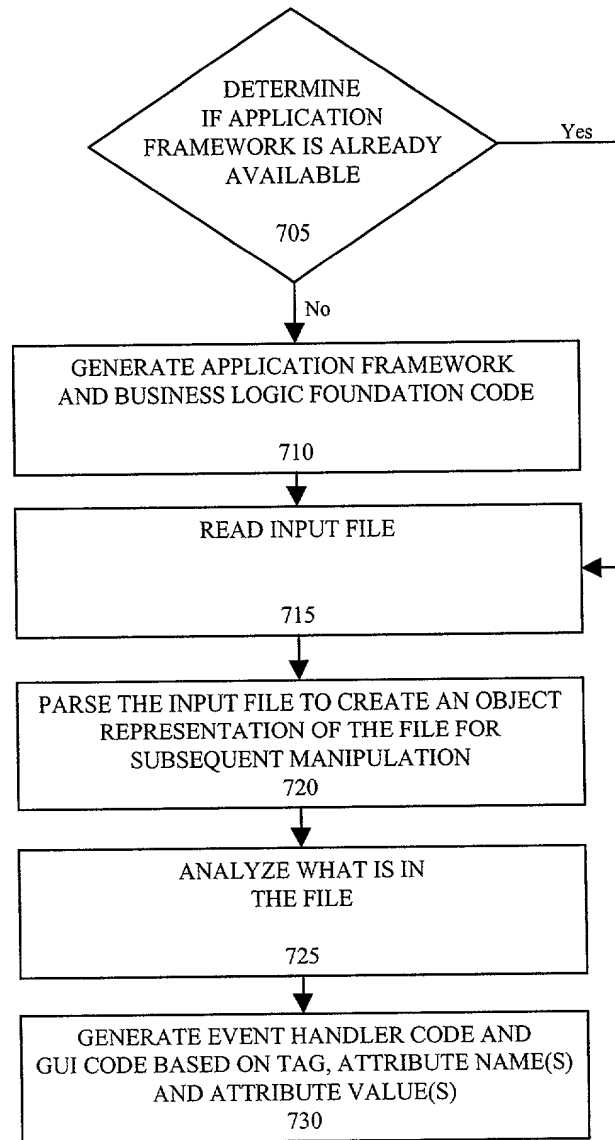 DETERMINE
IF APPLICATION
FRAMEWORK IS ALREADY
AVAILABLE
705
Yes
No
GENERATE APPLICATION FRAMEWORK
AND BUSINESS LOGIC FOUNDATION CODE
710
READ INPUT FILE
715
PARSE THE INPUT FILE TO CREATE AN OBJECT
REPRESENTATION OF THE FILE FOR
SUBSEQUENT MANIPULATION
720
ANALYZE WHAT IS IN
THE FILE
725
GENERATE EVENT HANDLER CODE AND
GUI CODE BASED ON TAG, ATTRIBUTE NAME(S)
AND ATTRIBUTE VALUE(S)
730